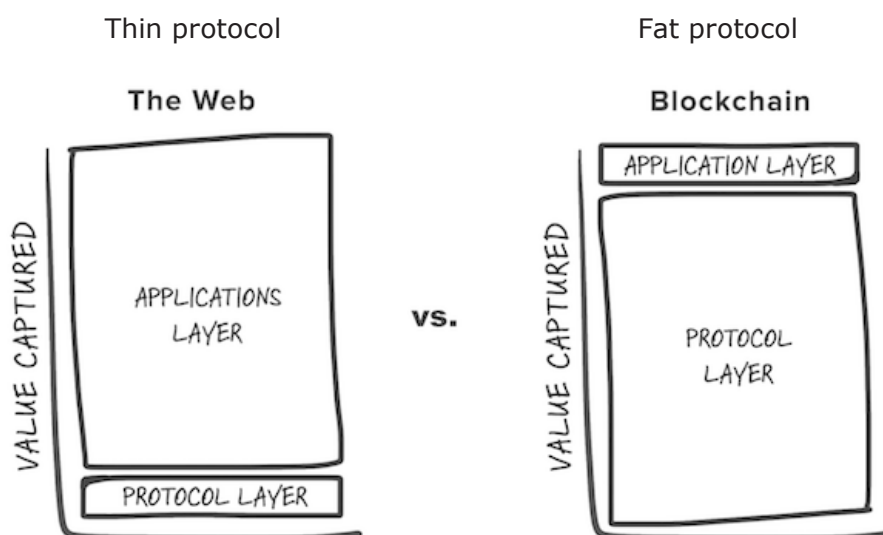 Thin protocol
Fat protocol
The Web
Blockchain
VALUE CAPTURED
APPLICATIONS
LAYER
PROTOCOL LAYER
vs.
VALUE CAPTURED
APPLICATION LAYER
PROTOCOL
LAYER